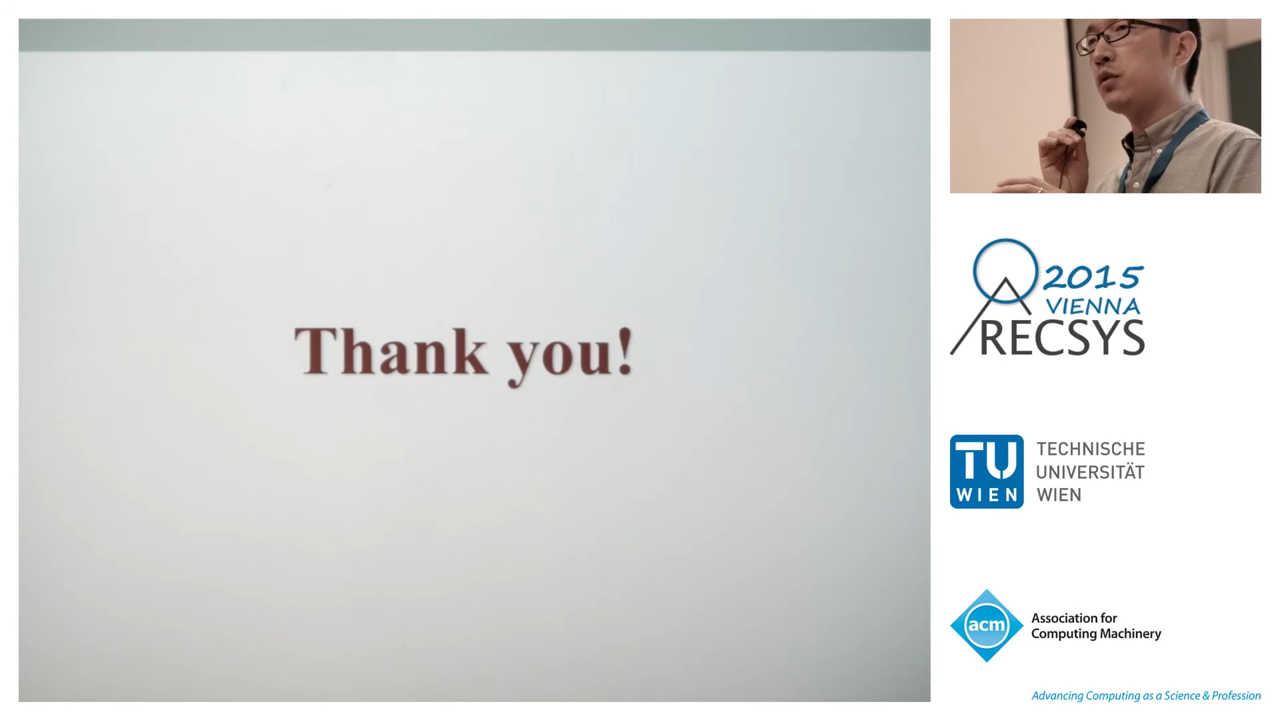 Thank you!
2015
VIENNA
RECSYS
TU
WIEN
TECHNISCHE
UNIVERSITÄT
WIEN
acm
Association for
Computing Machinery
Advancing Computing as a Science & Profession